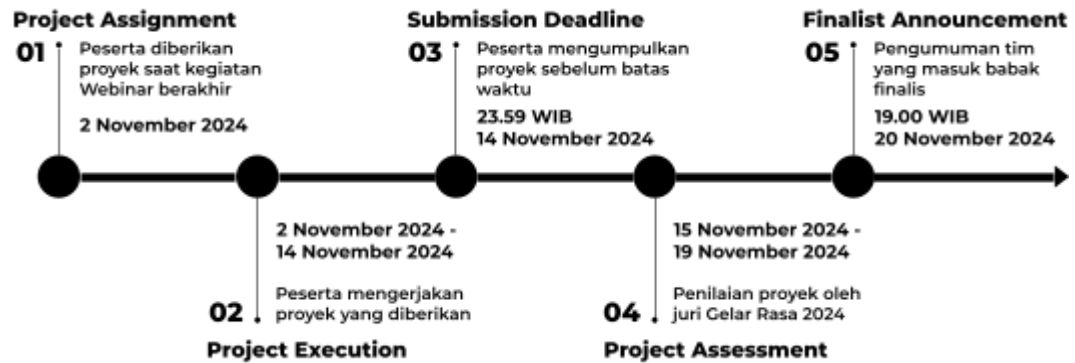 Project Assignment
01
Peserta diberikan
proyek saat kegiatan
Webinar berakhir
2 November 2024
2 November 2024 -
14 November 2024
02
Peserta mengerjakan
proyek yang diberikan
Project Execution
Submission Deadline
03
Peserta mengumpulkan
proyek sebelum batas
waktu
23.59 WIB
14 November 2024
15 November 2024 -
19 November 2024
04
Penilaian proyek oleh
juri Gelar Rasa 2024
Project Assessment
Finalist Announcement
05
Pengumuman tim
yang masuk babak
finalis
19.00 WIB
20 November 2024